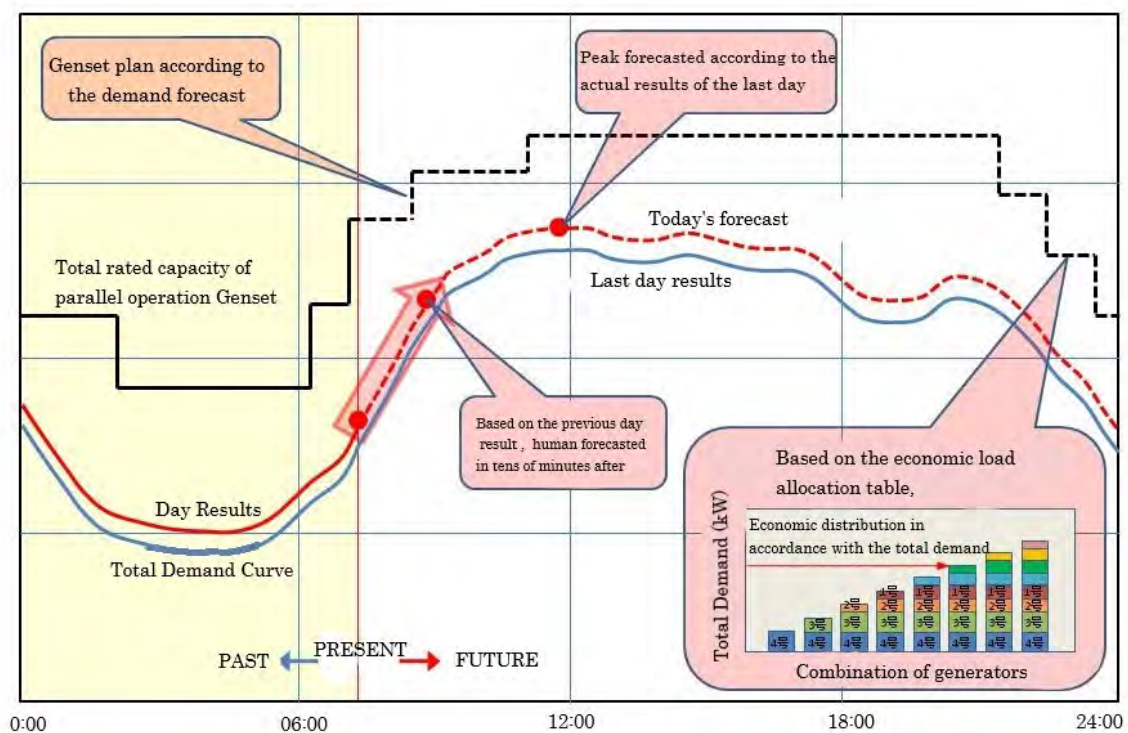 Genset plan according to
the demand forecast
Peak forecasted according to the
actual results of the last day
Total rated capacity of
parallel operation Genset
Today's forecast
Last day results
Based on the previous day
result , human forecasted
in tens of minutes after
Day Results
Total Demand Curve
Based on the economic load
allocation table,
Total Demand (kW)
Economic distribution in
accordance with the total demand
Combination of generators
PAST
PRESENT
FUTURE
0:00
06:00
12:00
18:00
24:00